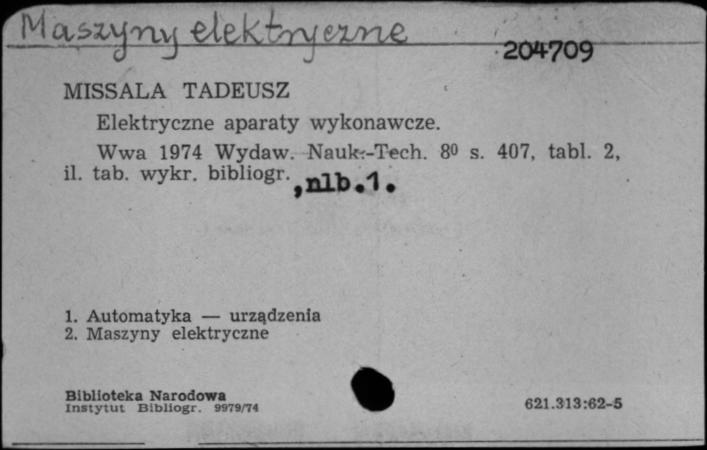 Maszyny elektryczne
204709
MISSALA TADEUSZ
Elektryczne aparaty wykonawcze.
Wwa 1974 Wydaw. Nauk.-Tech. 8⁰ s. 407, tabl. 2,
il. tab. wykr. bibliogr. , nlb. 1.
1. Automatyka — urządzenia
2. Maszyny elektryczne
Biblioteka Narodowa
Instytut Bibliogr. 9979/74
621.313:62-5